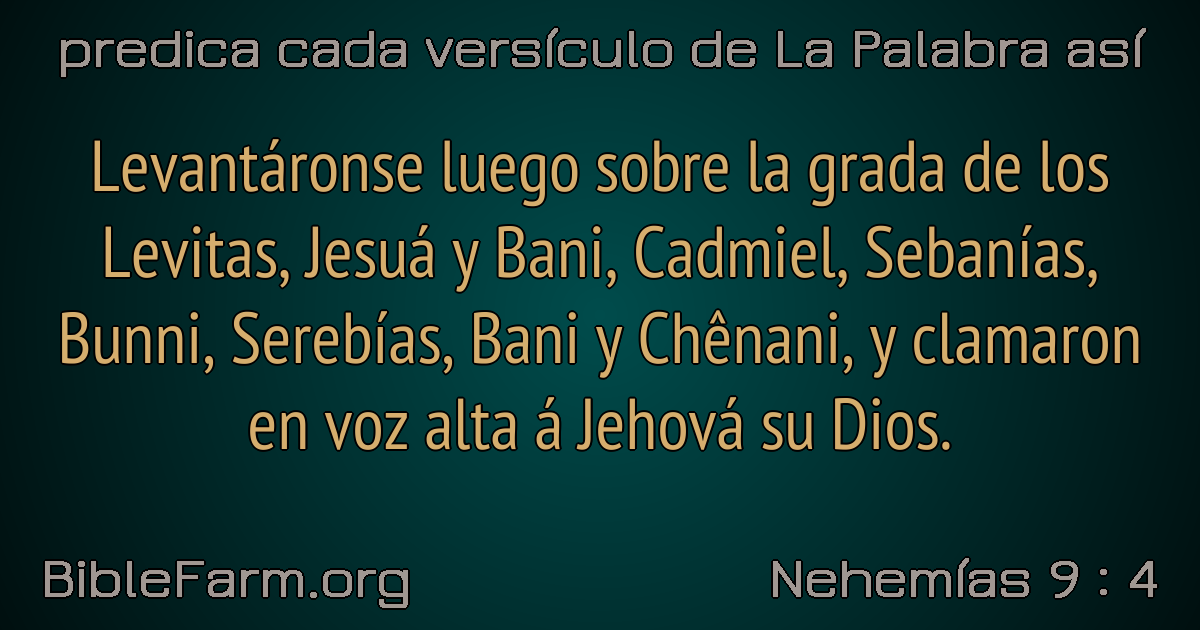 predica cada versículo de La Palabra así
Levantáronse luego sobre la grada de los
Levitas, Jesuá y Bani, Cadmiel, Sebanías,
Bunni, Serebías, Bani y Chênani, y clamaron
en voz alta á Jehová su Dios.
BibleFarm.org
Nehemías 9 : 4